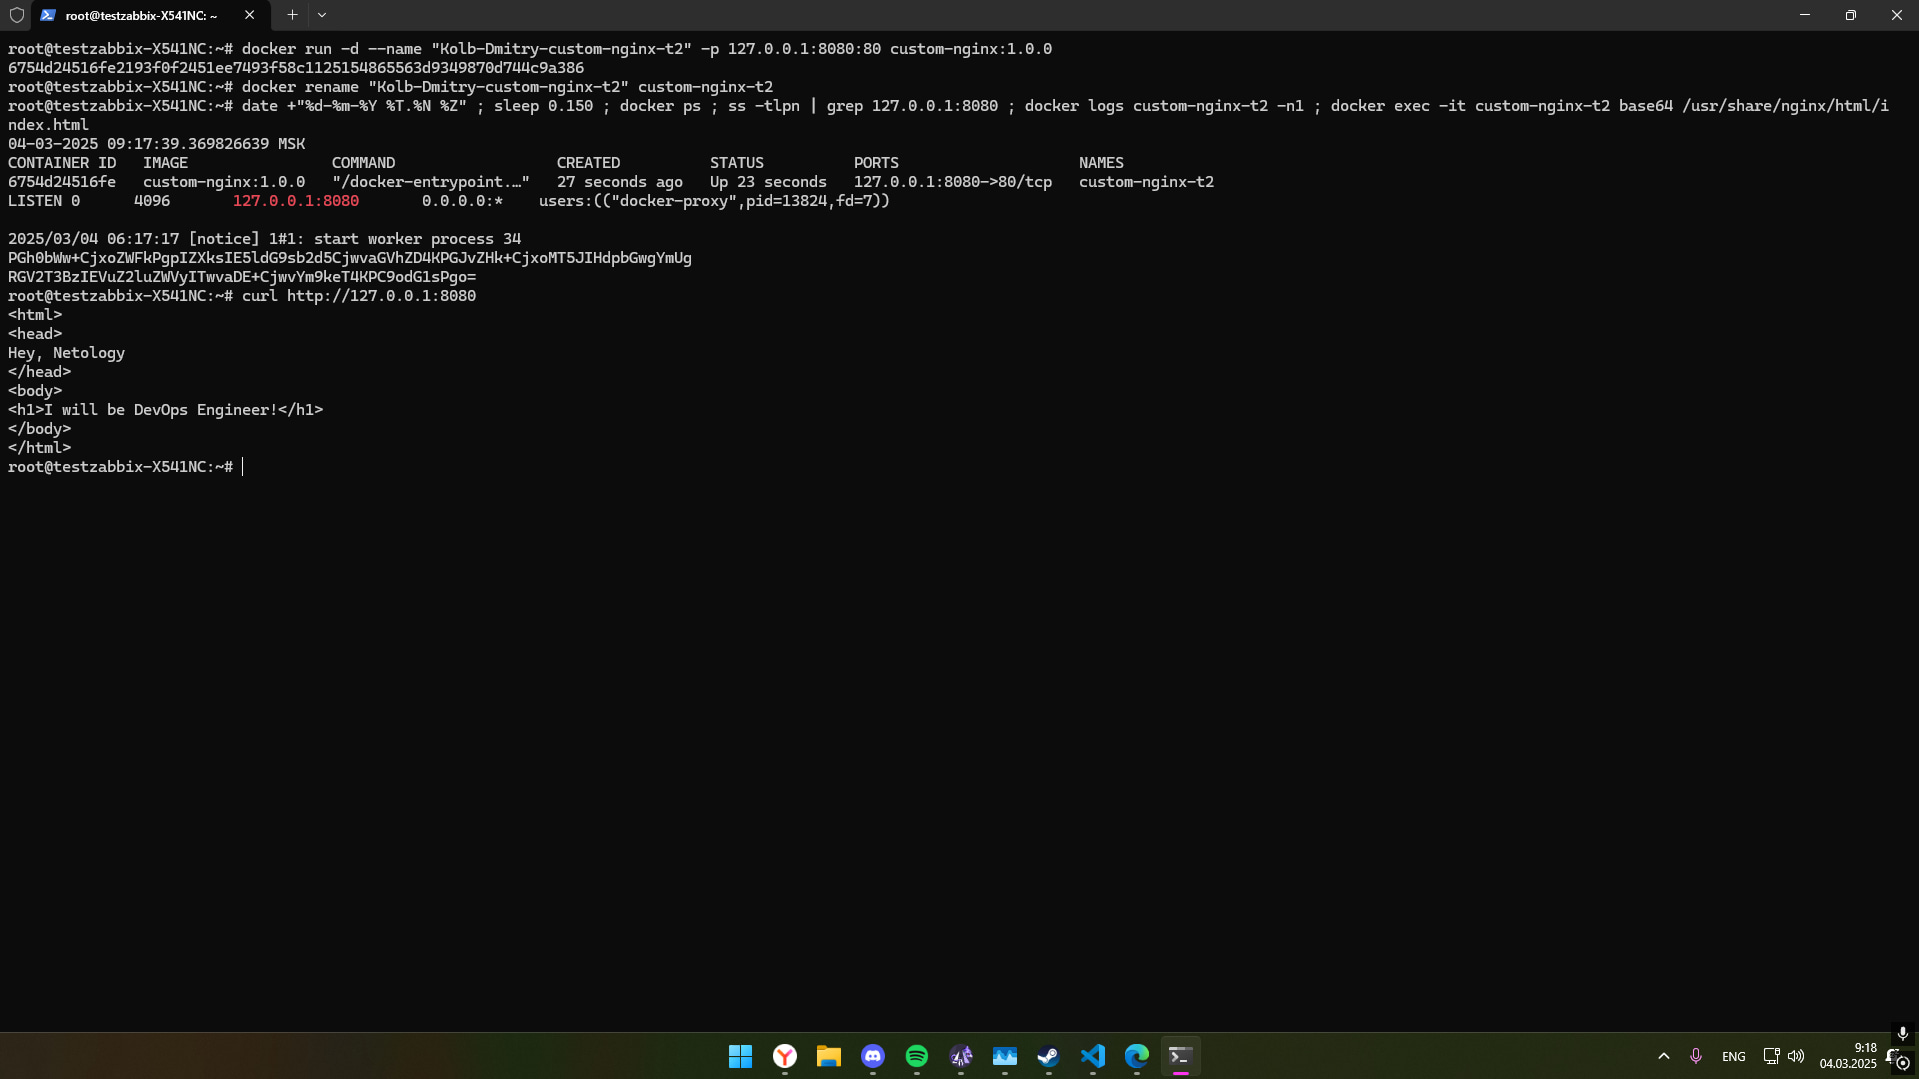 root@testzabbix-X541NC: ~
root@testzabbix-X541NC:~# docker run -d --name "Kolb-Dmitry-custom-nginx-t2" -p 127.0.0.1:8080:80 custom-nginx:1.0.0
6754d24516fe2193f0f2451ee7493f58c1125154865563d9349870d744c9a386
root@testzabbix-X541NC:~# docker rename "Kolb-Dmitry-custom-nginx-t2" custom-nginx-t2
root@testzabbix-X541NC:~# date +"%d-%m-%Y %T.%N %Z" ; sleep 0.150 ; docker ps ; ss -tlpn | grep 127.0.0.1:8080 ; docker logs custom-nginx-t2 -n1 ; docker exec -it custom-nginx-t2 base64 /usr/share/nginx/html/i
ndex.html
04-03-2025 09:17:39.369826639 MSK
CONTAINER ID   IMAGE                COMMAND                  CREATED          STATUS          PORTS                    NAMES
6754d24516fe   custom-nginx:1.0.0   "/docker-entrypoint.…"   27 seconds ago   Up 23 seconds   127.0.0.1:8080->80/tcp   custom-nginx-t2
LISTEN 0      4096       127.0.0.1:8080       0.0.0.0:*    users:(("docker-proxy",pid=13824,fd=7))
2025/03/04 06:17:17 [notice] 1#1: start worker process 34
PGh0bWw+CjxoZWFkPgpIZXksIE5ldG9sb2d5CjwvaGVhZD4KPGJvZHk+CjxoMT5JIHdpbGwgYmUg
RGV2T3BzIEVuZ2luZWVyITwvaDE+CjwvYm9keT4KPC9odG1sPgo=
root@testzabbix-X541NC:~# curl http://127.0.0.1:8080
<html>
<head>
Hey, Netology
</head>
<body>
<h1>I will be DevOps Engineer!</h1>
</body>
</html>
root@testzabbix-X541NC:~#
ENG
9:18
04.03.2025